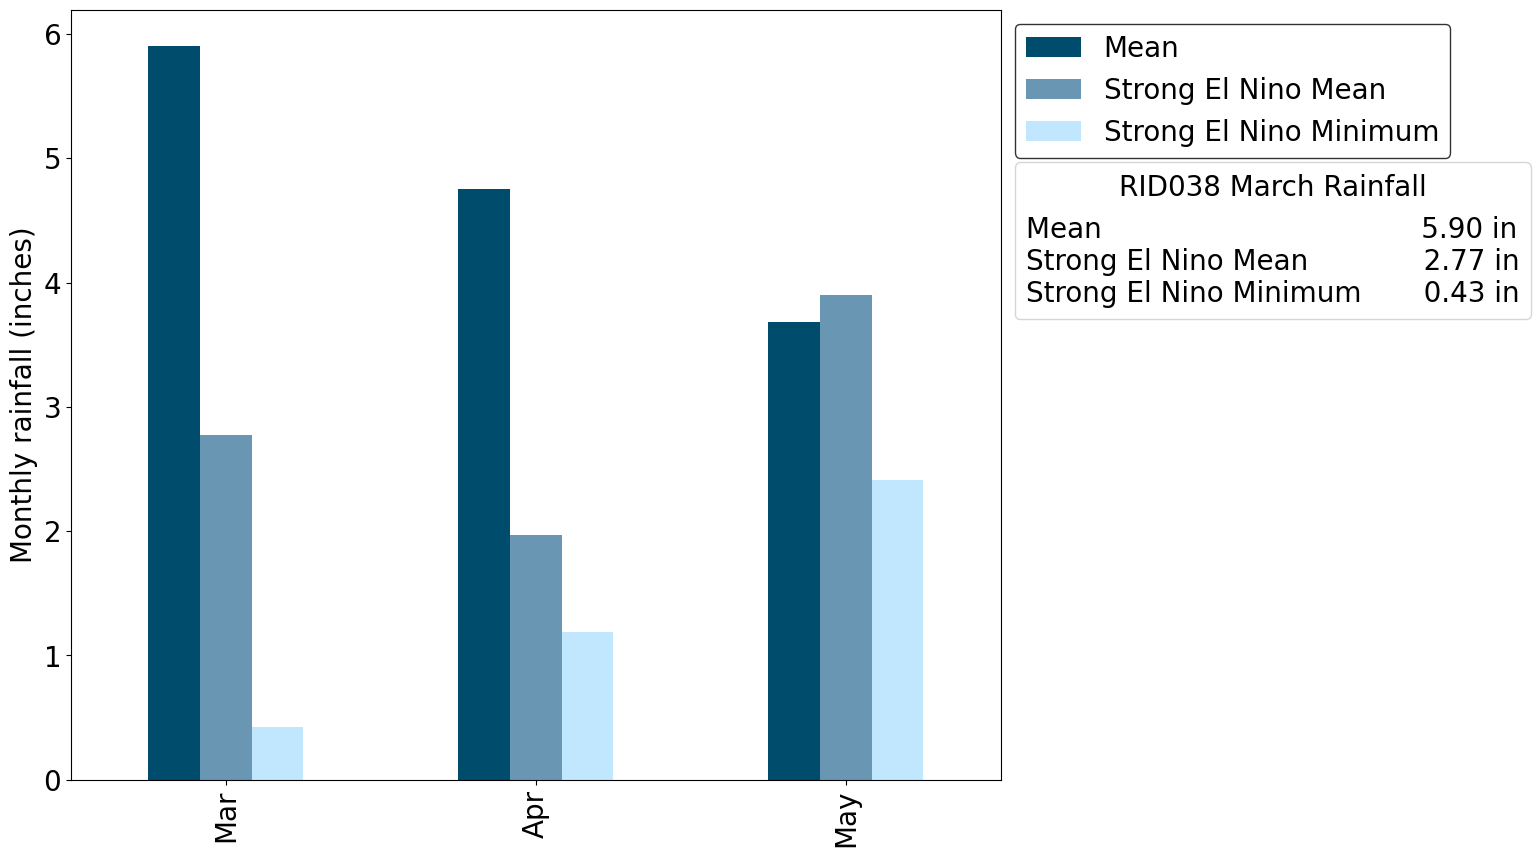 Monthly rainfall (inches)
6
5
4
3
2
1
0
Mar
Apr
May
Mean
Strong El Nino Mean
Strong El Nino Minimum
RID038 March Rainfall
Mean 5.90 in
Strong El Nino Mean 2.77 in
Strong El Nino Minimum 0.43 in